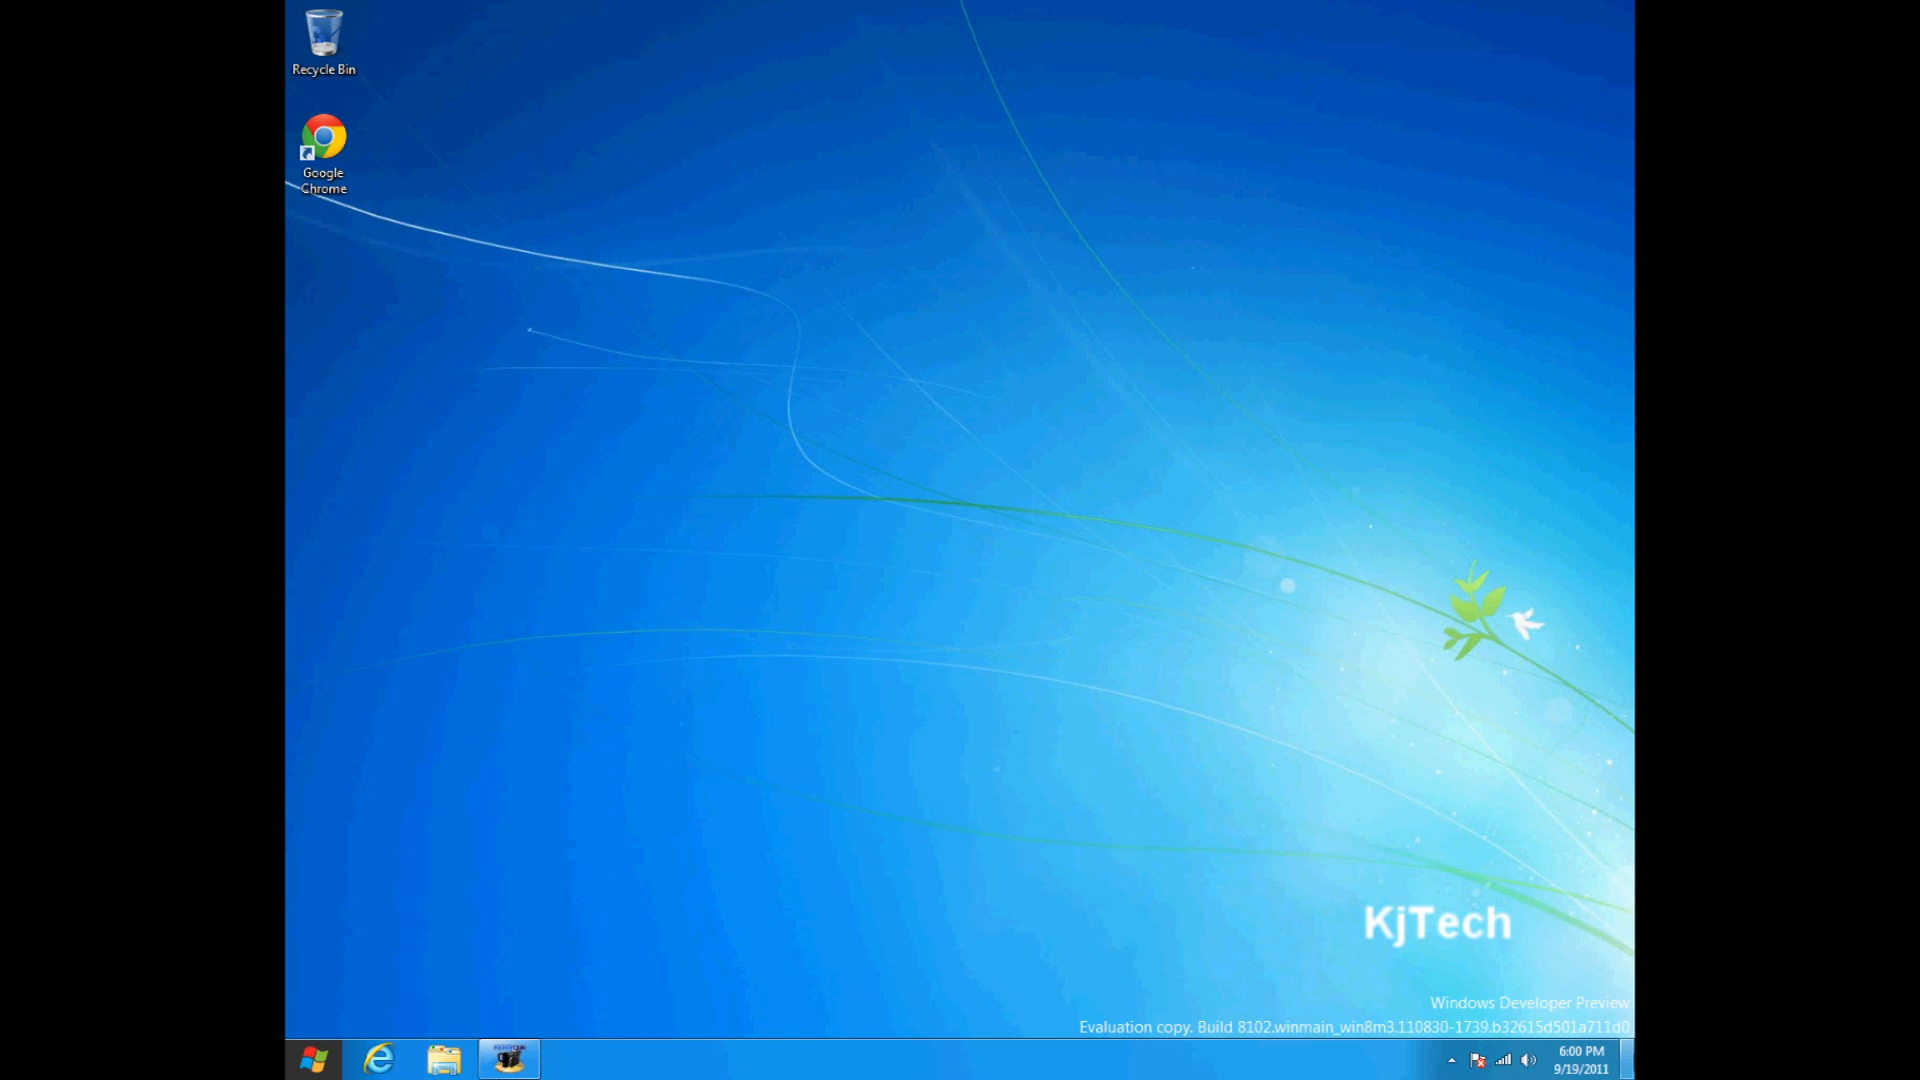 Recycle Bin
Google
Chrome
KjTech
Windows Developer Preview
Evaluation copy. Build 8102.winmain_win8m3.110830-1739.b32615d501a711d0
6:00 PM
9/19/2011